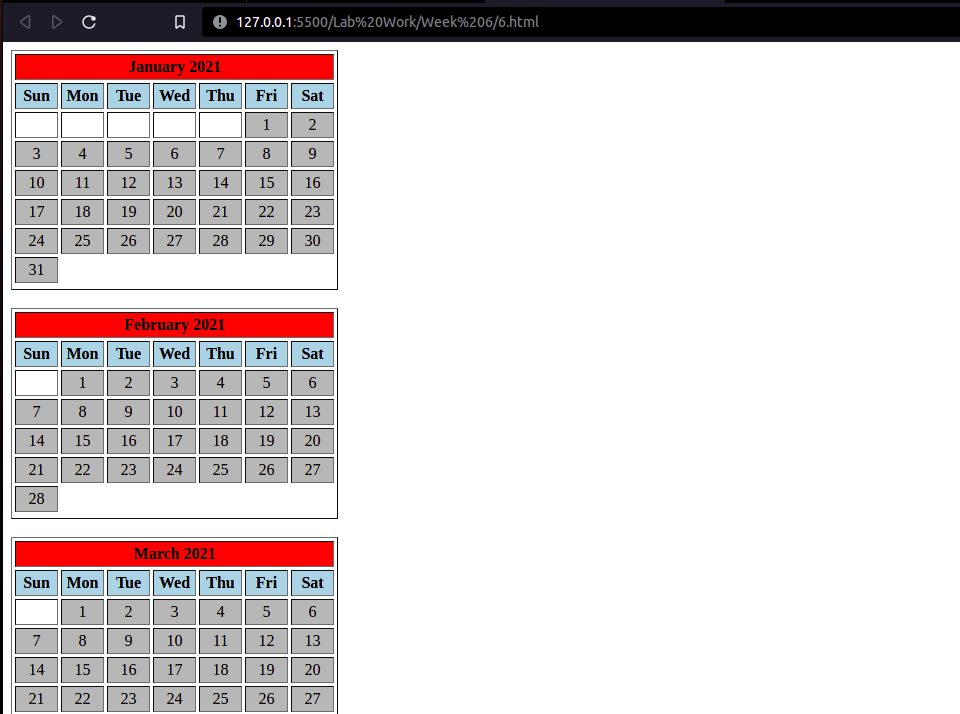 127.0.0.1:5500/Lab%20Work/Week%206/6.html
January 2021
Sun Mon Tue Wed Thu Fri Sat
1 2
3 4 5 6 7 8 9
10 11 12 13 14 15 16
17 18 19 20 21 22 23
24 25 26 27 28 29 30
31
February 2021
Sun Mon Tue Wed Thu Fri Sat
1 2 3 4 5 6
7 8 9 10 11 12 13
14 15 16 17 18 19 20
21 22 23 24 25 26 27
28
March 2021
Sun Mon Tue Wed Thu Fri Sat
1 2 3 4 5 6
7 8 9 10 11 12 13
14 15 16 17 18 19 20
21 22 23 24 25 26 27